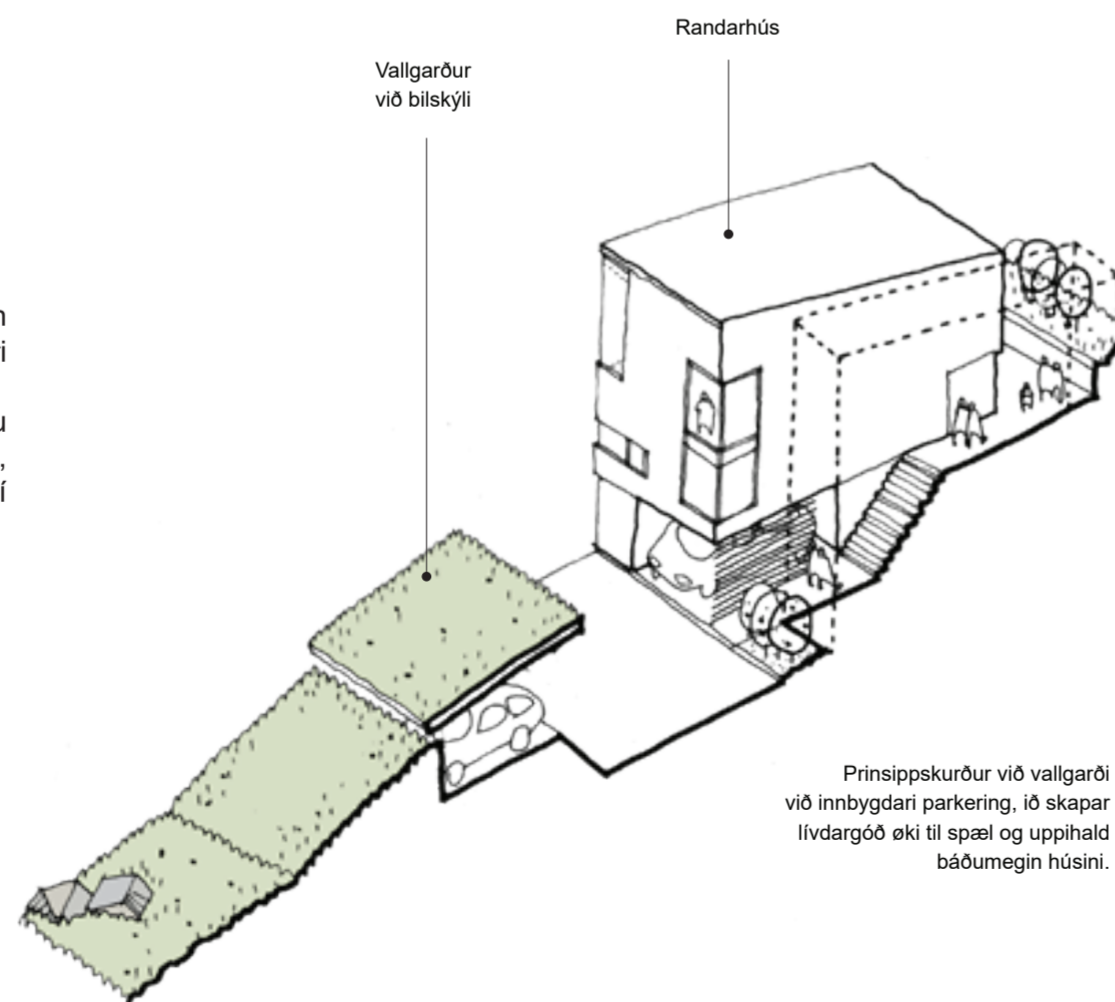 Randarhús
Vallgarður
við bilskýli
n
i
u
,
í
Prinsippskurður við vallgarði
við innbygdari parkering, ið skapar
lívdargóð øki til spæl og uppihald
báðumegin húsini.